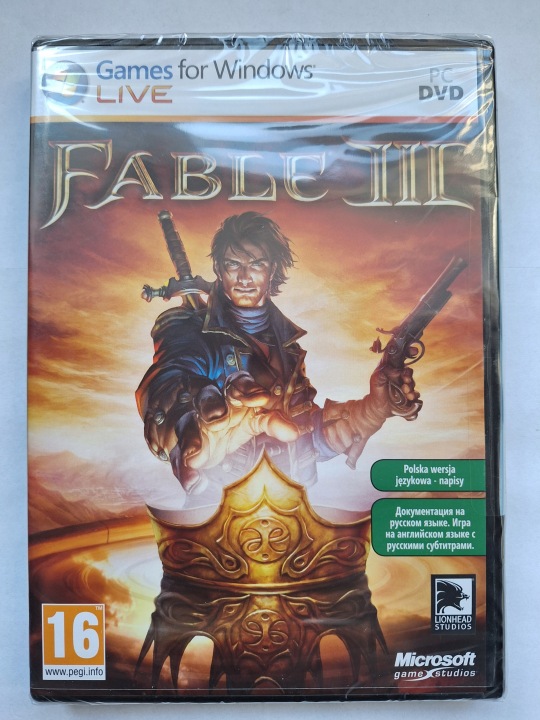 Games for Windows
LIVE
PC
DVD
FABLE III
Polska wersja
językowa - napisy
Документация на
русском языке. Игра
на английском языке с
русскими субтитрами.
16
™
www.pegi.info
LIONHEAD
STUDIOS
Microsoft
game studios